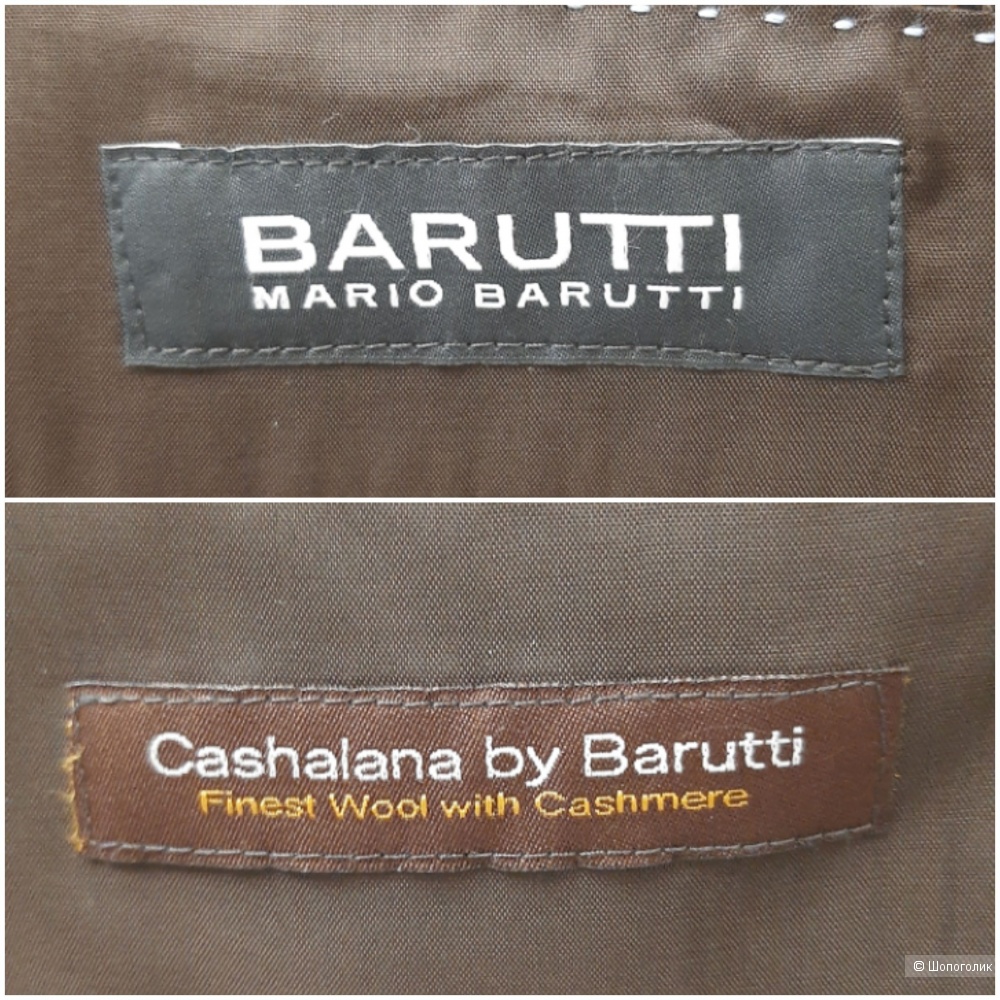 BARUTTI
MARIO BARUTTI
Cashalana by Barutti
Finest Wool with Cashmere
© Шопоголик